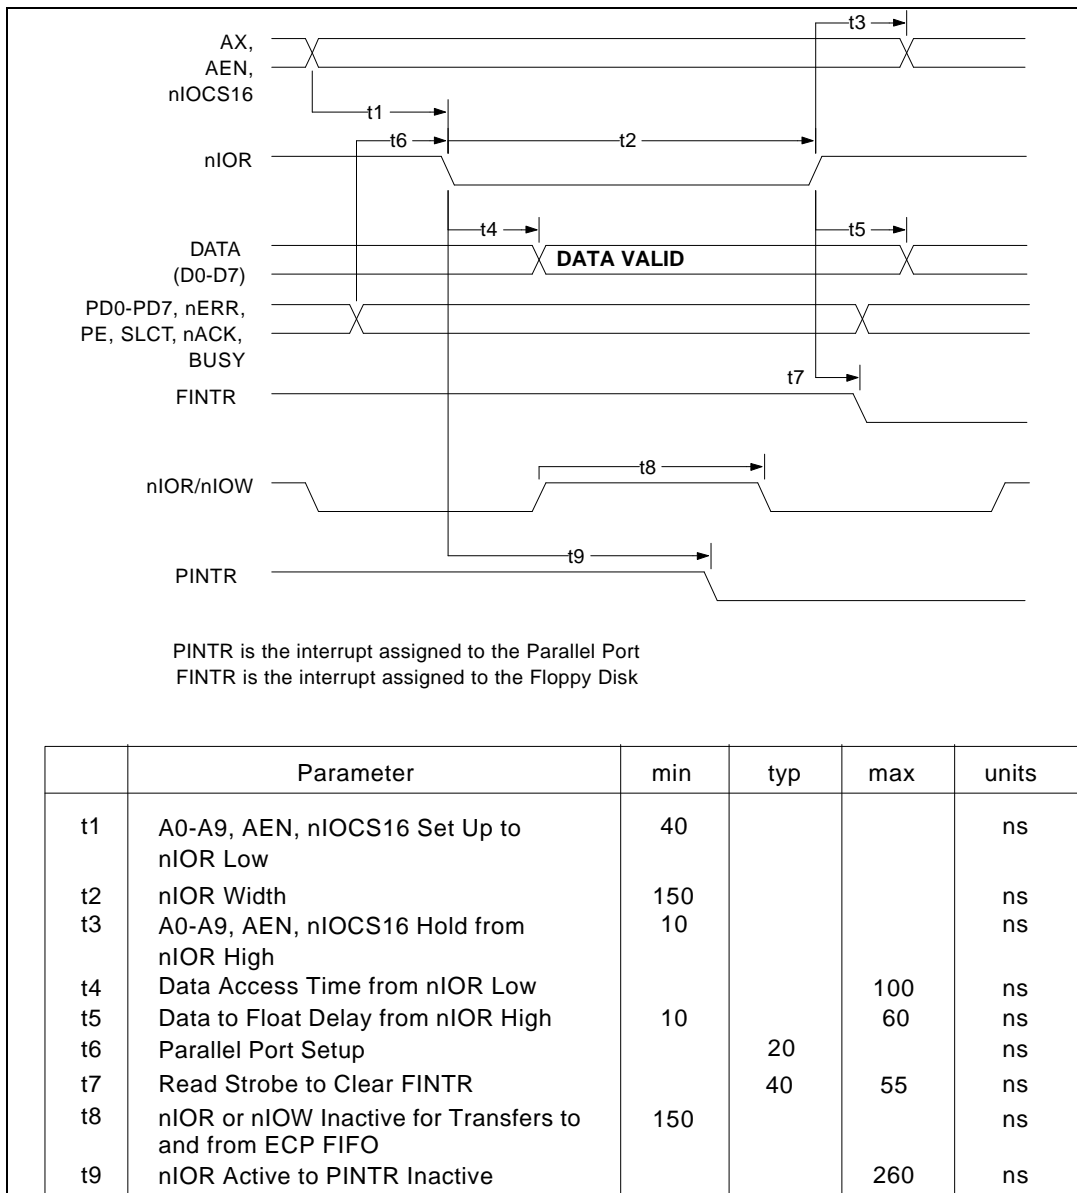 t3
AX,
AEN,
nIOCS16
t1
t6
t2
nIOR
t4
t5
DATA
(D0-D7)
DATA VALID
PD0-PD7, nERR,
PE, SLCT, nACK,
BUSY
t7
FINTR
t8
nIOR/nIOW
t9
PINTR
PINTR is the interrupt assigned to the Parallel Port
FINTR is the interrupt assigned to the Floppy Disk
Parameter min typ max units
t1 A0-A9, AEN, nIOCS16 Set Up to 40 ns
nIOR Low
t2 nIOR Width 150 ns
t3 A0-A9, AEN, nIOCS16 Hold from 10 ns
nIOR High
t4 Data Access Time from nIOR Low 100 ns
t5 Data to Float Delay from nIOR High 10 60 ns
t6 Parallel Port Setup 20 ns
t7 Read Strobe to Clear FINTR 40 55 ns
t8 nIOR or nIOW Inactive for Transfers to 150 ns
and from ECP FIFO
t9 nIOR Active to PINTR Inactive 260 ns